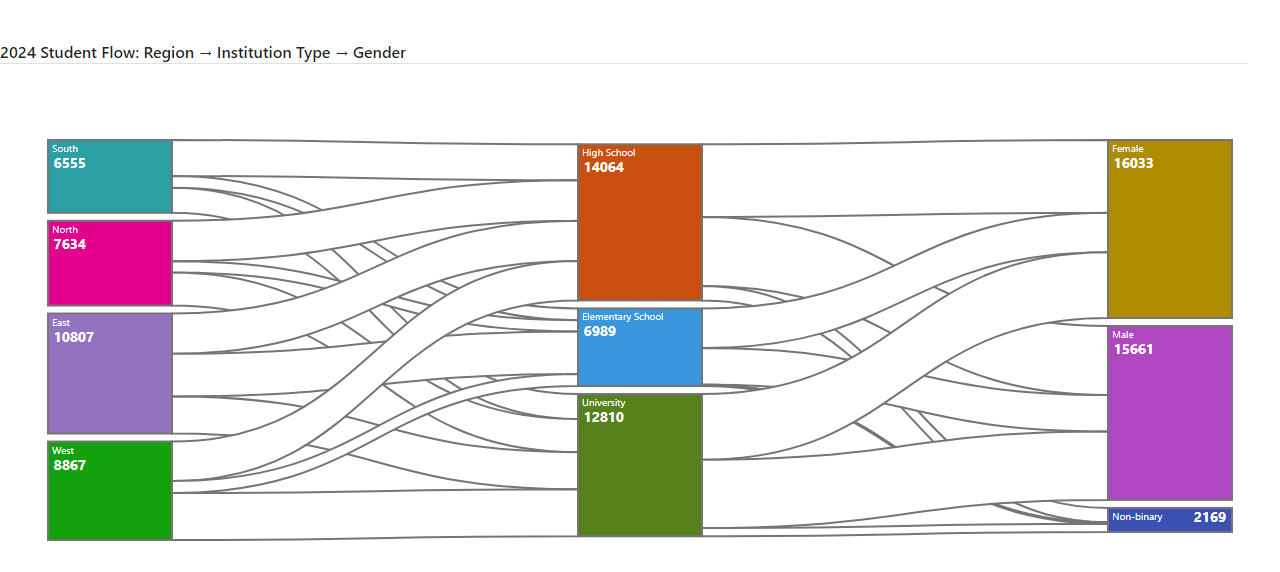 2024 Student Flow: Region → Institution Type → Gender
South
6555
North
7634
East
10807
West
8867
High School
14064
Elementary School
6989
University
12810
Female
16033
Male
15661
Non-binary 2169